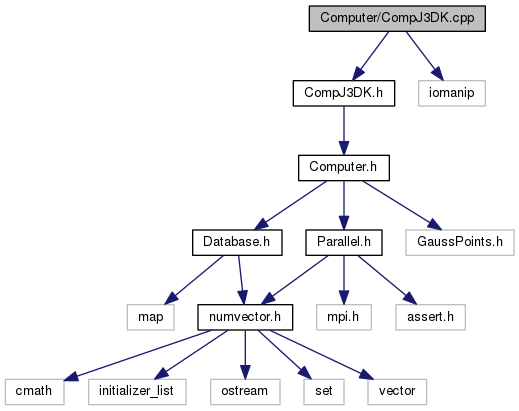 Computer/CompJ3DK.cpp
CompJ3DK.h
iomanip
Computer.h
Database.h
Parallel.h
GaussPoints.h
map
numvector.h
mpi.h
assert.h
cmath
initializer_list
ostream
set
vector